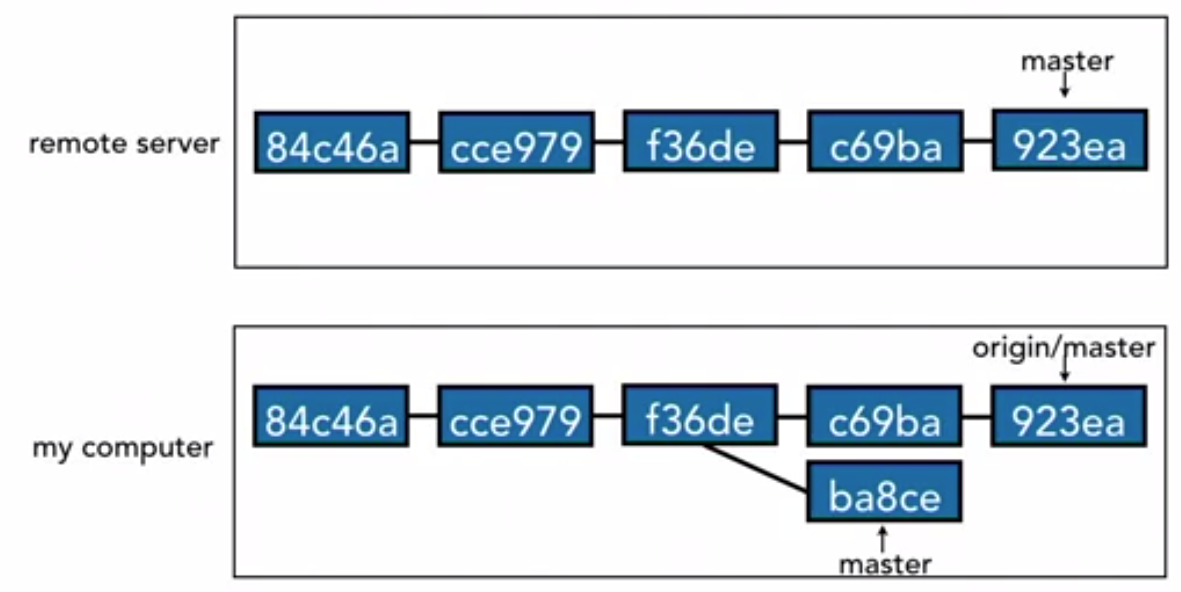 master
remote server
84c46a
cce979
f36de
c69ba
923ea
origin/master
my computer
84c46a
cce979
f36de
c69ba
923ea
ba8ce
master